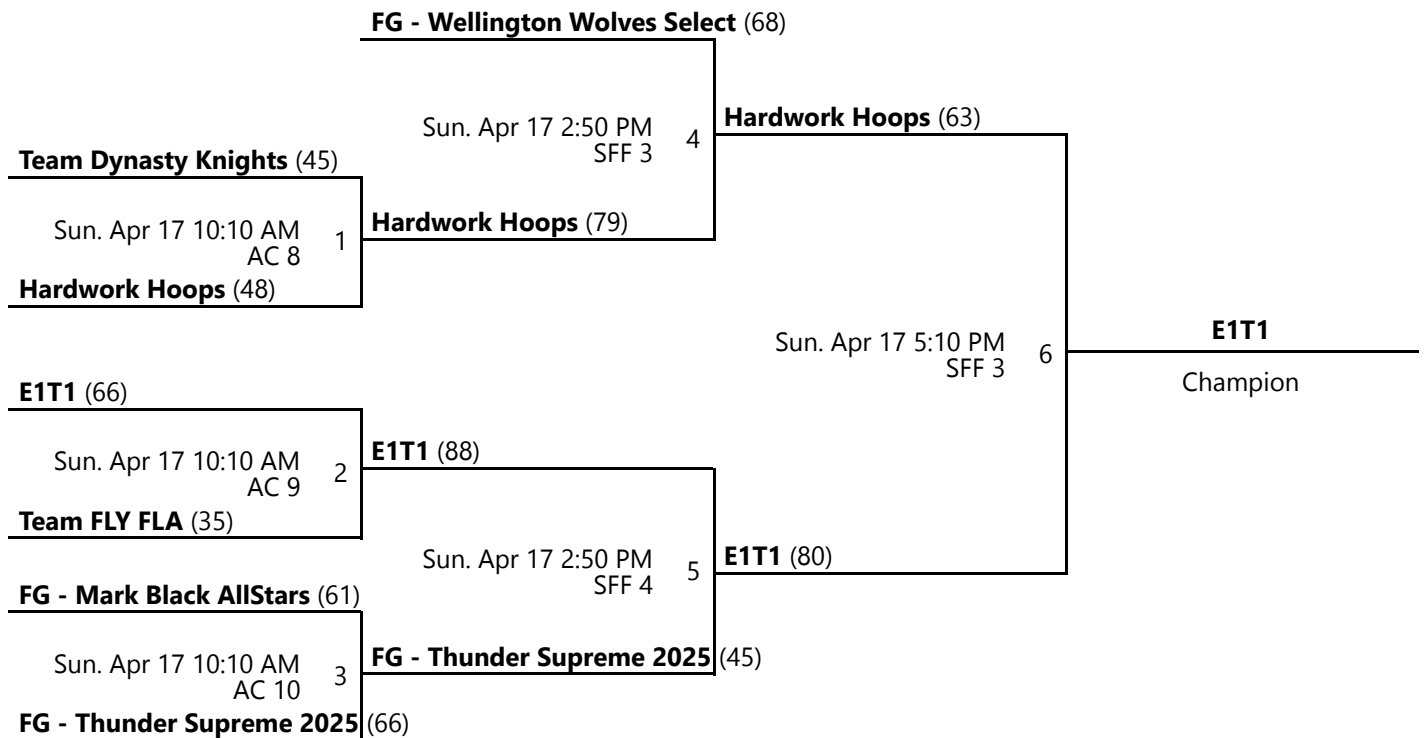 FG - Wellington Wolves Select (68)
Sun. Apr 17 2:50 PM
SFF 3
4
Hardwork Hoops (63)
Team Dynasty Knights (45)
Sun. Apr 17 10:10 AM
AC 8
1
Hardwork Hoops (79)
Hardwork Hoops (48)
Sun. Apr 17 5:10 PM
SFF 3
6
E1T1
Champion
E1T1 (66)
Sun. Apr 17 10:10 AM
AC 9
2
E1T1 (88)
Team FLY FLA (35)
Sun. Apr 17 2:50 PM
SFF 4
5
E1T1 (80)
FG - Mark Black AllStars (61)
Sun. Apr 17 10:10 AM
AC 10
3
FG - Thunder Supreme 2025 (45)
FG - Thunder Supreme 2025 (66)